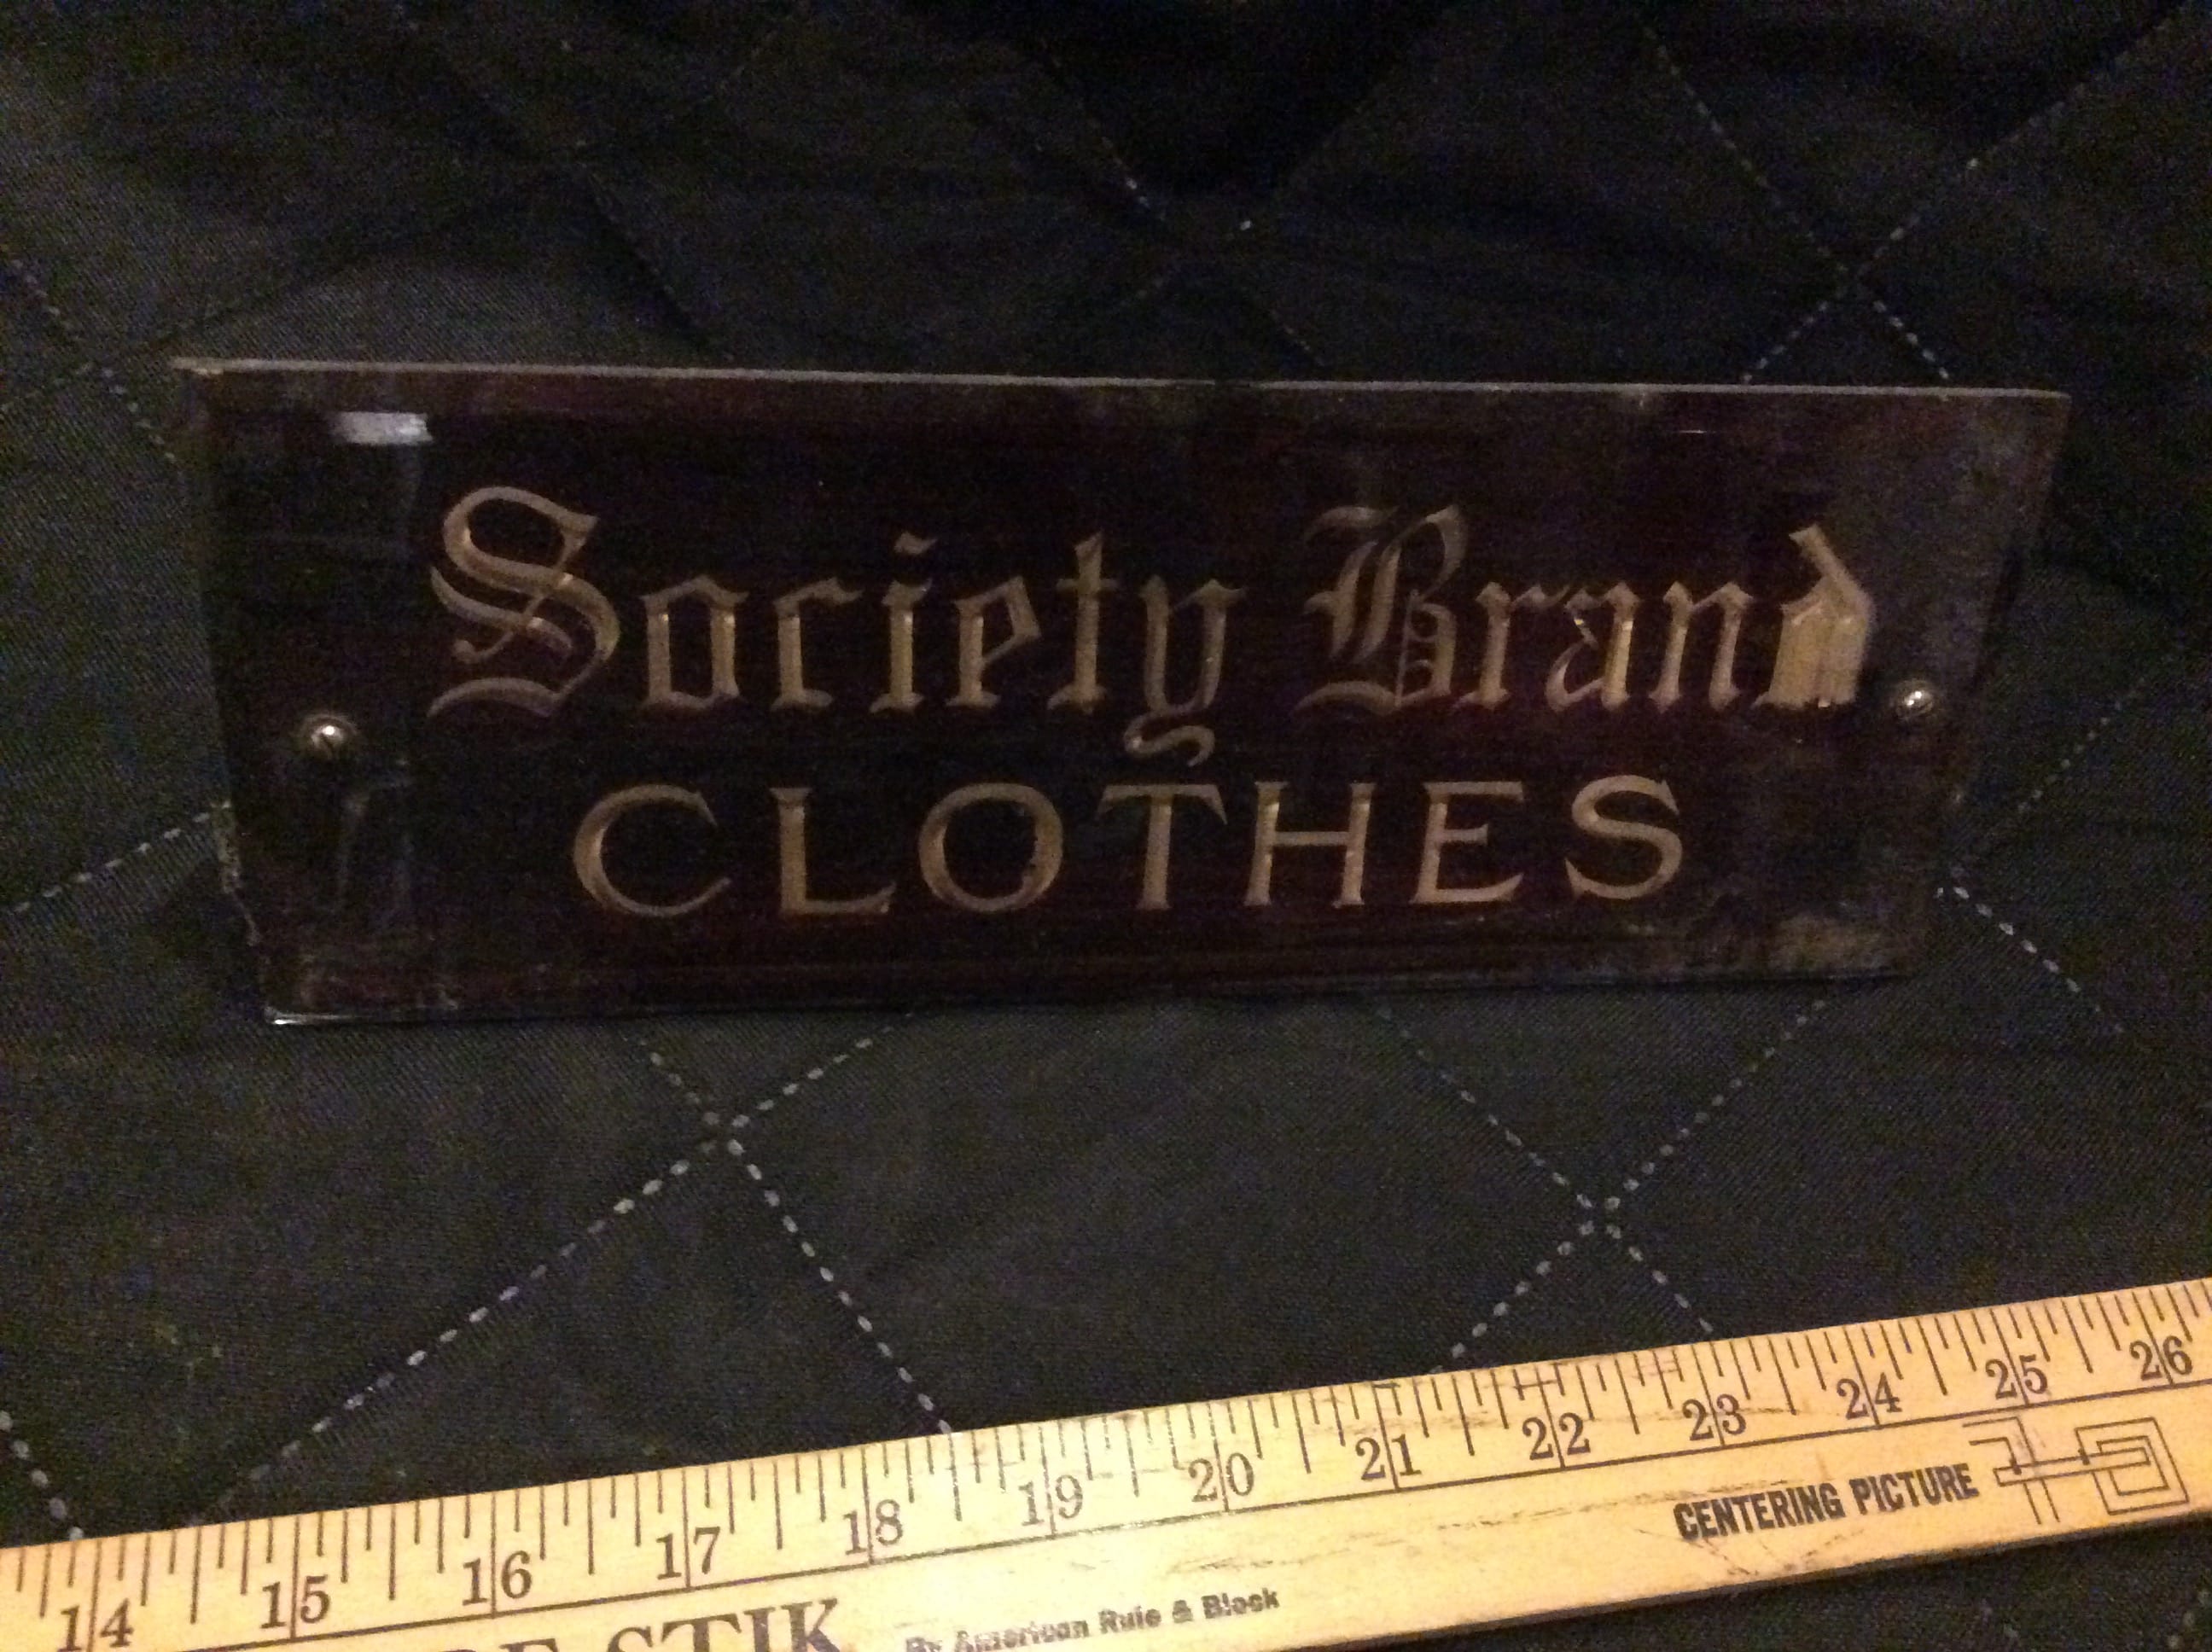 Society Brand
CLOTHES
14 15 16 17 18 19 20 21 22 23 24 25 26
CENTERING PICTURE
STIK By American Rule & Block